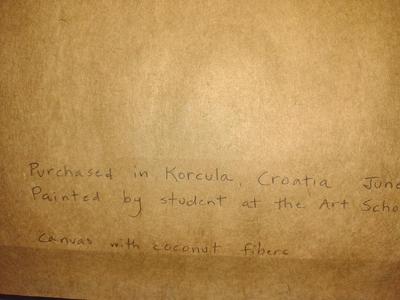 Purchased in Korcula, Croatia June
Painted by student at the Art Scho
Canvas with coconut fibers